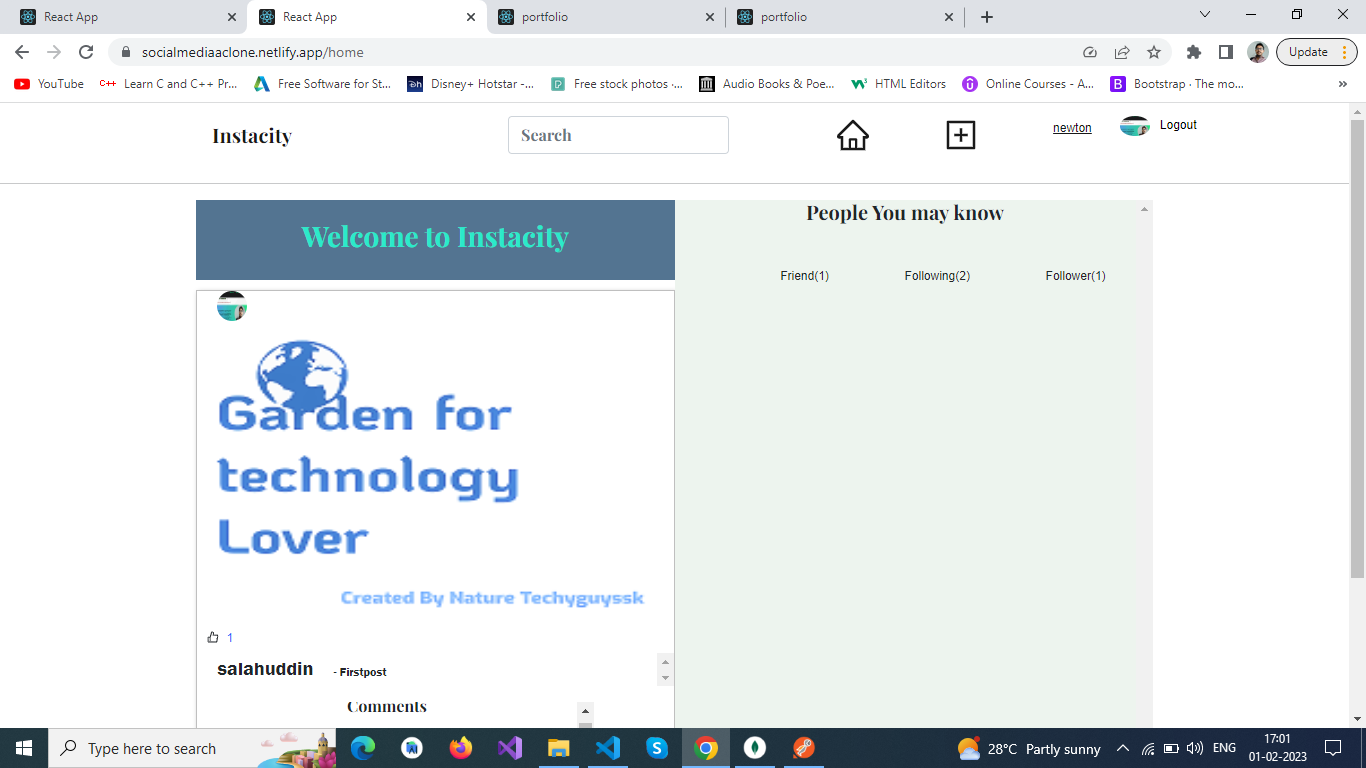 React App
React App
portfolio
portfolio
socialmediaaclone.netlify.app/home
Update
YouTube
C++ Learn C and C++ Pr...
Free Software for St...
Disney+ Hotstar -...
Free stock photos ·...
Audio Books & Poe...
HTML Editors
Online Courses - A...
B Bootstrap · The mo...
»
Instacity
Search
newton
Logout
Welcome to Instacity
People You may know
Friend(1)
Following(2)
Follower(1)
Garden for
technology
Lover
Created By Nature Techyguyssk
1
salahuddin - Firstpost
Comments
Type here to search
28°C Partly sunny
ENG
17:01
01-02-2023